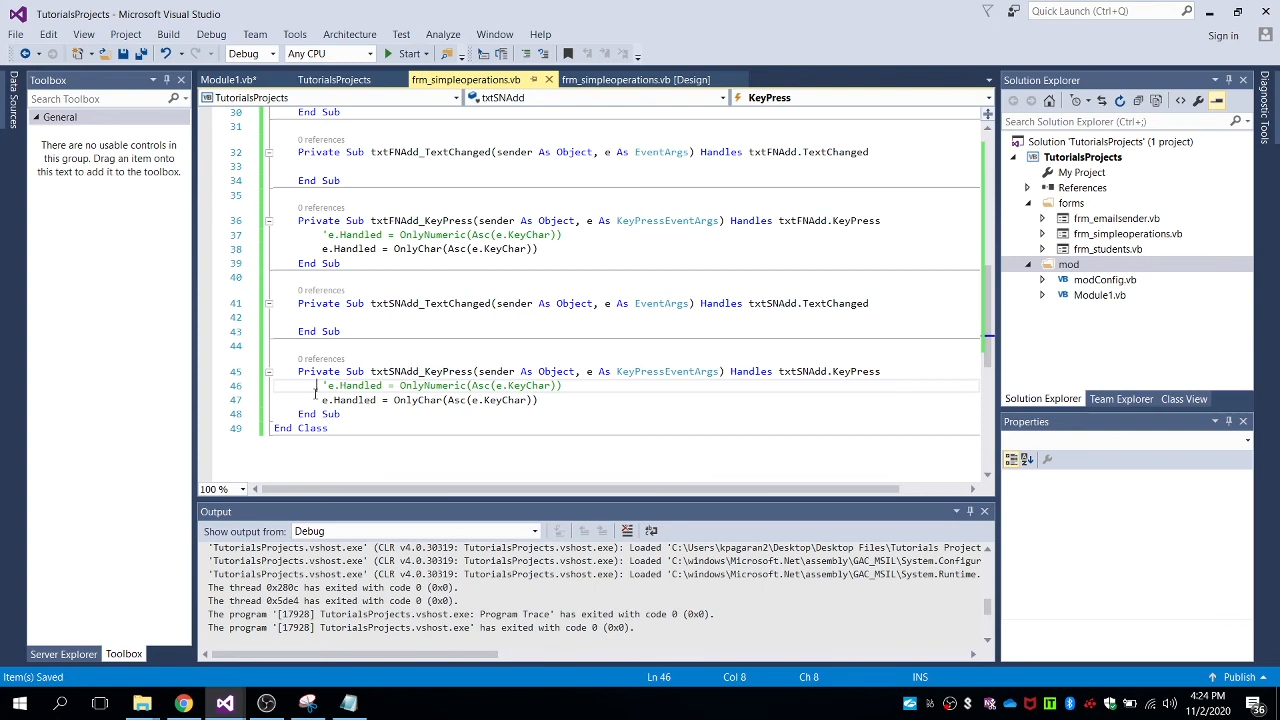 TutorialsProjects - Microsoft Visual Studio
Quick Launch (Ctrl+Q)
File Edit View Project Build Debug Team Tools Architecture Test Analyze Window Help
Sign in
Debug Any CPU Start
Data Sources
Toolbox
Search Toolbox
General
There are no usable controls in
this group. Drag an item onto
this text to add it to the toolbox.
Server Explorer Toolbox
Module1.vb* TutorialsProjects frm_simpleoperations.vb frm_simpleoperations.vb [Design]
TutorialsProjects txtSNAdd KeyPress
30 End Sub
31
0 references
32 Private Sub txtFNAdd_TextChanged(sender As Object, e As EventArgs) Handles txtFNAdd.TextChanged
33
34 End Sub
35
0 references
36 Private Sub txtFNAdd_KeyPress(sender As Object, e As KeyPressEventArgs) Handles txtFNAdd.KeyPress
37 'e.Handled = OnlyNumeric(Asc(e.KeyChar))
38 e.Handled = OnlyChar(Asc(e.KeyChar))
39 End Sub
40
0 references
41 Private Sub txtSNAdd_TextChanged(sender As Object, e As EventArgs) Handles txtSNAdd.TextChanged
42
43 End Sub
44
0 references
45 Private Sub txtSNAdd_KeyPress(sender As Object, e As KeyPressEventArgs) Handles txtSNAdd.KeyPress
46 'e.Handled = OnlyNumeric(Asc(e.KeyChar))
47 e.Handled = OnlyChar(Asc(e.KeyChar))
48 End Sub
49 End Class
100 %
Output
Show output from: Debug
'TutorialsProjects.vshost.exe' (CLR v4.0.30319: TutorialsProjects.vshost.exe): Loaded 'C:\Users\kpagaran2\Desktop\Desktop Files\Tutorials Project
'TutorialsProjects.vshost.exe' (CLR v4.0.30319: TutorialsProjects.vshost.exe): Loaded 'C:\windows\Microsoft.Net\assembly\GAC_MSIL\System.Configur
'TutorialsProjects.vshost.exe' (CLR v4.0.30319: TutorialsProjects.vshost.exe): Loaded 'C:\windows\Microsoft.Net\assembly\GAC_MSIL\System.Runtime.
The thread 0x280c has exited with code 0 (0x0).
The thread 0x5de4 has exited with code 0 (0x0).
The program '[17928] TutorialsProjects.vshost.exe: Program Trace' has exited with code 0 (0x0).
The program '[17928] TutorialsProjects.vshost.exe' has exited with code 0 (0x0).
Solution Explorer
Search Solution Explorer (Ctrl+;)
Solution 'TutorialsProjects' (1 project)
TutorialsProjects
My Project
References
forms
frm_emailsender.vb
frm_simpleoperations.vb
frm_students.vb
mod
modConfig.vb
Module1.vb
Solution Explorer Team Explorer Class View
Properties
Diagnostic Tools
Item(s) Saved Ln 46 Col 8 Ch 8 INS Publish
4:24 PM
11/2/2020
36